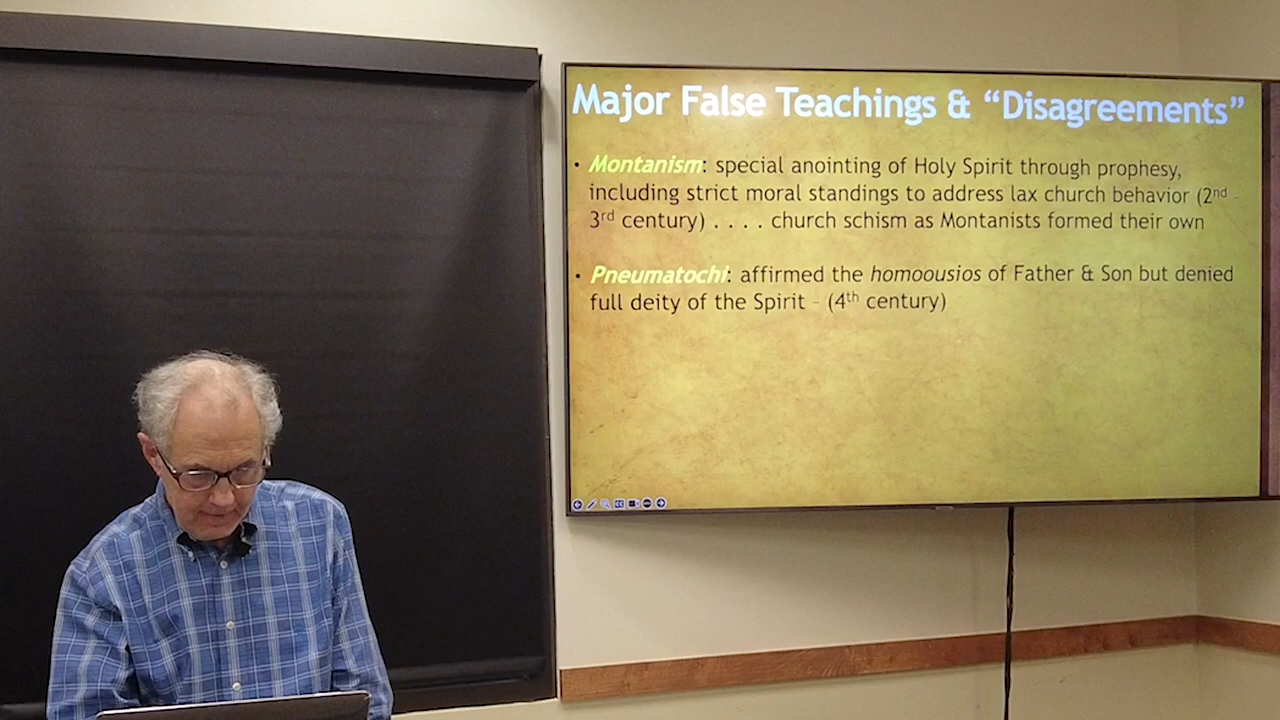 Major False Teachings & “Disagreements”
• Montanism: special anointing of Holy Spirit through prophesy,
including strict moral standings to address lax church behavior (2nd –
3rd century) . . . . church schism as Montanists formed their own
• Pneumatochi: affirmed the homoousios of Father & Son but denied
full deity of the Spirit – (4th century)